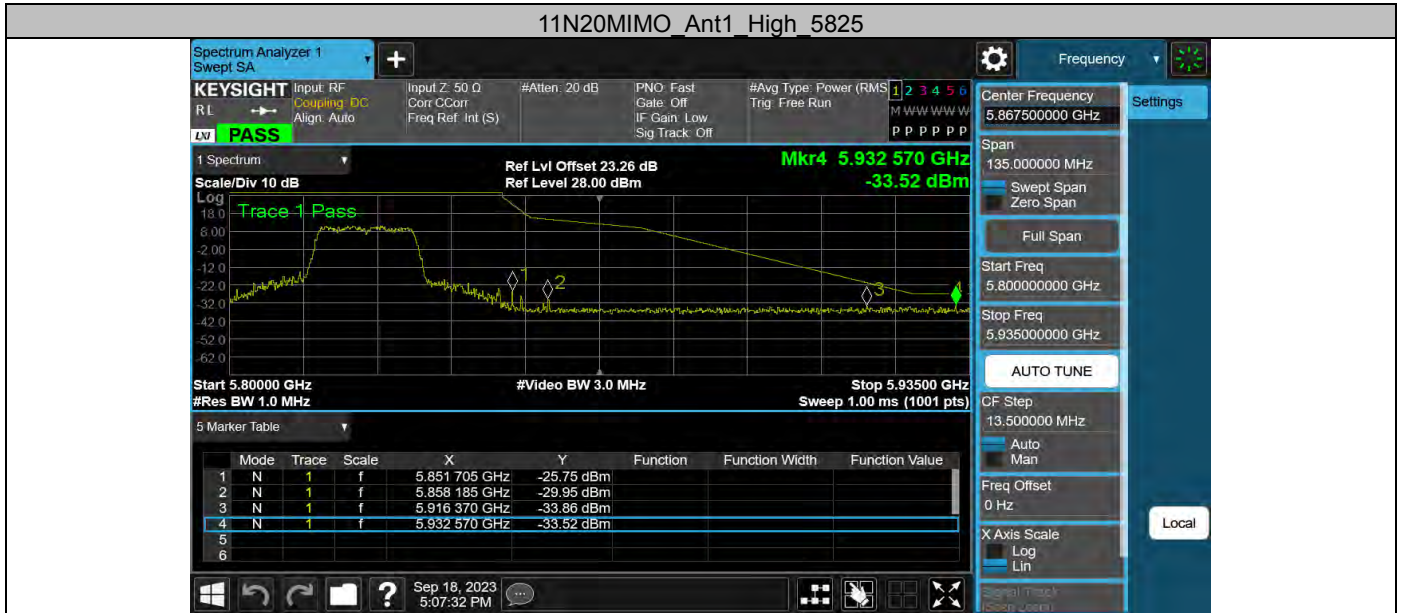 11N20MIMO_Ant1_High_5825
Spectrum Analyzer 1
Swept SA
+
Frequency
KEYSIGHT
RL
LXI PASS
Input: RF
Coupling: DC
Align: Auto
Input Z: 50 Ω
Corr CCorr
Freq Ref: Int (S)
#Atten: 20 dB
PNO: Fast
Gate: Off
IF Gain: Low
Sig Track: Off
#Avg Type: Power (RMS
Trig: Free Run
1 2 3 4 5 6
M W W W W W
P P P P P P
Settings
Center Frequency
5.867500000 GHz
Span
135.000000 MHz
Swept Span
Zero Span
Full Span
Start Freq
5.800000000 GHz
Stop Freq
5.935000000 GHz
AUTO TUNE
CF Step
13.500000 MHz
Auto
Man
Freq Offset
0 Hz
X Axis Scale
Log
Lin
Signal Track
(Span Zoom)
Local
1 Spectrum
Scale/Div 10 dB
Ref Lvl Offset 23.26 dB
Ref Level 28.00 dBm
Mkr4 5.932 570 GHz
-33.52 dBm
Log
Trace 1 Pass
18.0
8.00
-2.00
-12.0
-22.0
-32.0
-42.0
-52.0
-62.0
1
2
3
4
Start 5.80000 GHz
#Res BW 1.0 MHz
#Video BW 3.0 MHz
Stop 5.93500 GHz
Sweep 1.00 ms (1001 pts)
5 Marker Table
Mode Trace Scale X Y Function Function Width Function Value
1 N 1 f 5.851 705 GHz -25.75 dBm
2 N 1 f 5.858 185 GHz -29.95 dBm
3 N 1 f 5.916 370 GHz -33.86 dBm
4 N 1 f 5.932 570 GHz -33.52 dBm
5
6
?
Sep 18, 2023
5:07:32 PM